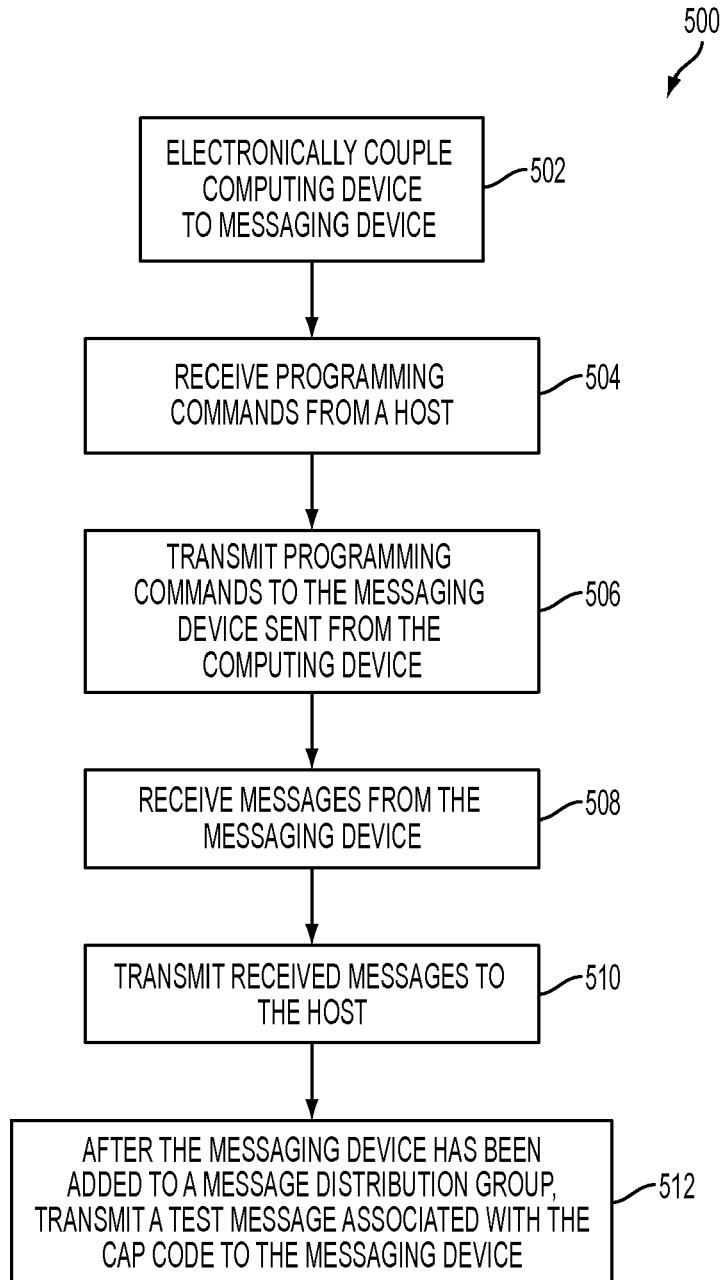 500
ELECTRONICALLY COUPLE
COMPUTING DEVICE
TO MESSAGING DEVICE
502
RECEIVE PROGRAMMING
COMMANDS FROM A HOST
504
TRANSMIT PROGRAMMING
COMMANDS TO THE MESSAGING
DEVICE SENT FROM THE
COMPUTING DEVICE
506
RECEIVE MESSAGES FROM THE
MESSAGING DEVICE
508
TRANSMIT RECEIVED MESSAGES TO
THE HOST
510
AFTER THE MESSAGING DEVICE HAS BEEN
ADDED TO A MESSAGE DISTRIBUTION GROUP,
TRANSMIT A TEST MESSAGE ASSOCIATED WITH THE
CAP CODE TO THE MESSAGING DEVICE
512